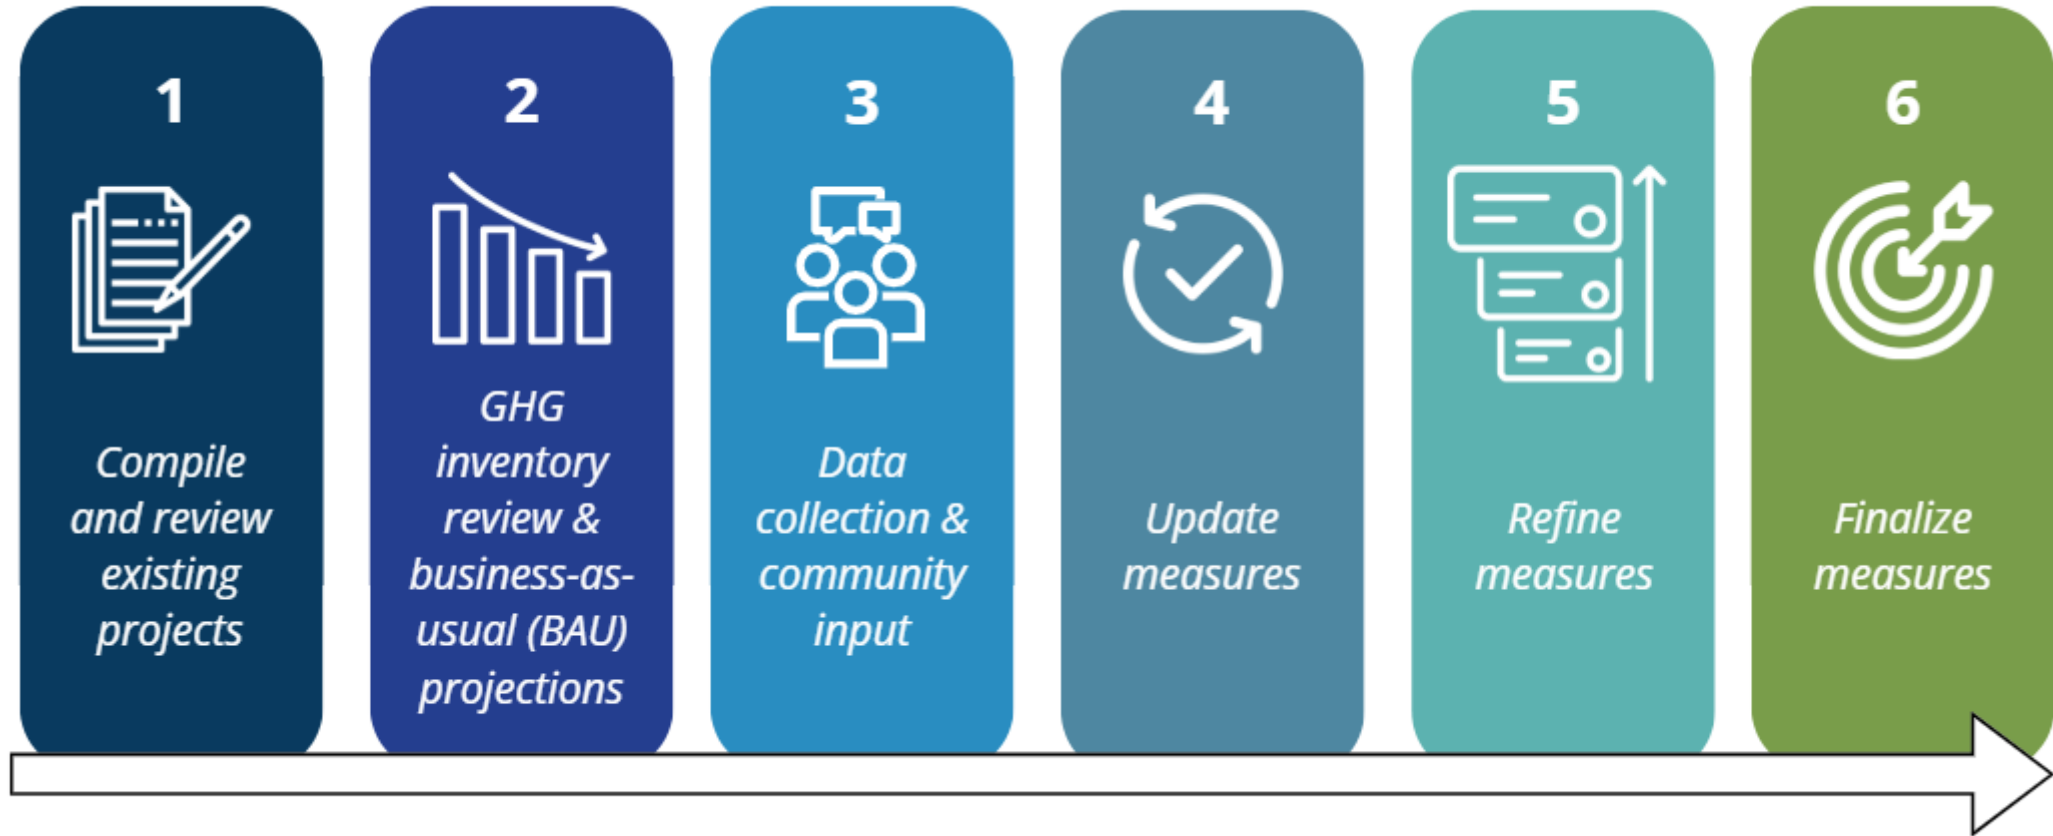 1
Compile
and review
existing
projects
2
GHG
inventory
review &
business-as-
usual (BAU)
projections
3
Data
collection &
community
input
4
Update
measures
5
Refine
measures
6
Finalize
measures